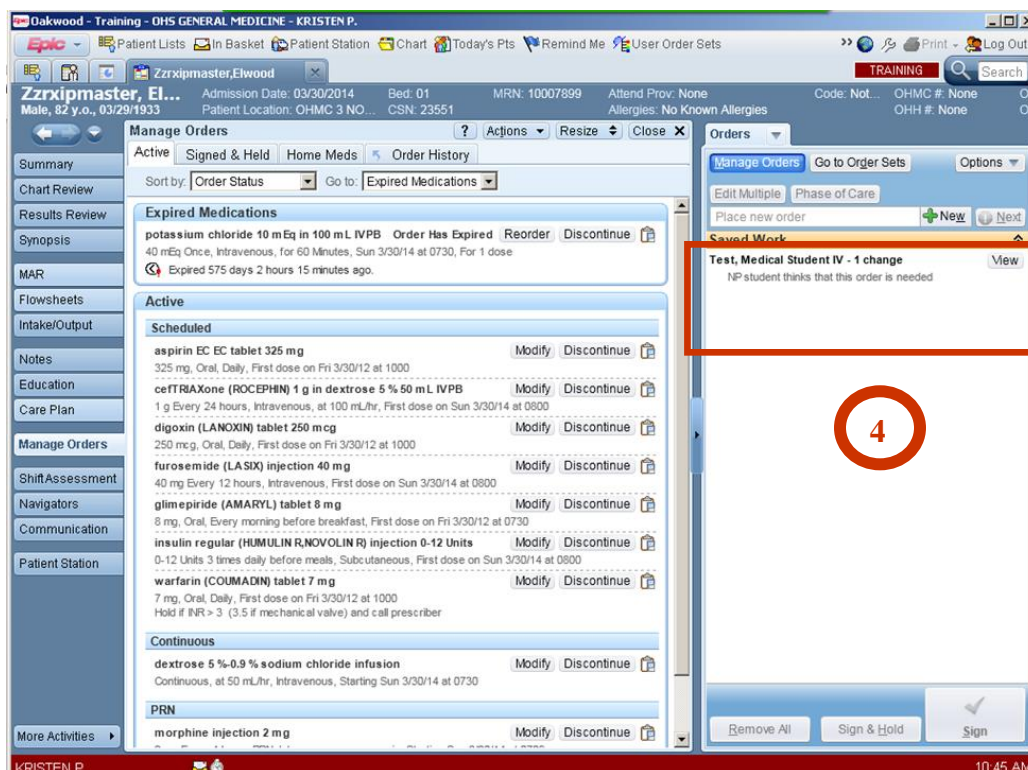 Oakwood - Training - OHS GENERAL MEDICINE - KRISTEN P.
Epic Patient Lists In Basket Patient Station Chart Today's Pts Remind Me User Order Sets >> Print Log Out
Zzrxipmaster,Elwood TRAINING Search
Zzrxipmaster, El... Admission Date: 03/30/2014 Bed: 01 MRN: 10007899 Attend Prov: None Code: Not... OHMC #: None
Male, 82 y.o., 03/29/1933 Patient Location: OHMC 3 NO... CSN: 23551 Allergies: No Known Allergies OHH #: None
Summary
Chart Review
Results Review
Synopsis
MAR
Flowsheets
Intake/Output
Notes
Education
Care Plan
Manage Orders
Shift Assessment
Navigators
Communication
Patient Station
More Activities
Manage Orders ? Actions Resize Close X
Active Signed & Held Home Meds Order History
Sort by: Order Status Go to: Expired Medications
Expired Medications
potassium chloride 10 mEq in 100 mL IVPB Order Has Expired Reorder Discontinue
40 mEq Once, Intravenous, for 60 Minutes, Sun 3/30/14 at 0730, For 1 dose
Expired 575 days 2 hours 15 minutes ago.
Active
Scheduled
aspirin EC EC tablet 325 mg Modify Discontinue
325 mg, Oral, Daily, First dose on Fri 3/30/12 at 1000
cefTRIAXone (ROCEPHIN) 1 g in dextrose 5 % 50 mL IVPB Modify Discontinue
1 g Every 24 hours, Intravenous, at 100 mL/hr, First dose on Sun 3/30/14 at 0800
digoxin (LANOXIN) tablet 250 mcg Modify Discontinue
250 mcg, Oral, Daily, First dose on Fri 3/30/12 at 1000
furosemide (LASIX) injection 40 mg Modify Discontinue
40 mg Every 12 hours, Intravenous, First dose on Sun 3/30/14 at 0800
glimepiride (AMARYL) tablet 8 mg Modify Discontinue
8 mg, Oral, Every morning before breakfast, First dose on Fri 3/30/12 at 0730
insulin regular (HUMULIN R,NOVOLIN R) injection 0-12 Units Modify Discontinue
0-12 Units 3 times daily before meals, Subcutaneous, First dose on Sun 3/30/14 at 0800
warfarin (COUMADIN) tablet 7 mg Modify Discontinue
7 mg, Oral, Daily, First dose on Fri 3/30/12 at 1000
Hold if INR > 3 (3.5 if mechanical valve) and call prescriber
Continuous
dextrose 5 %-0.9 % sodium chloride infusion Modify Discontinue
Continuous, at 50 mL/hr, Intravenous, Starting Sun 3/30/14 at 0730
PRN
morphine injection 2 mg Modify Discontinue
Orders
Manage Orders Go to Order Sets Options
Edit Multiple Phase of Care
Place new order New Next
Saved Work
Test, Medical Student IV - 1 change View
NP student thinks that this order is needed
4
Remove All Sign & Hold Sign
KRISTEN P. 10:45 AM